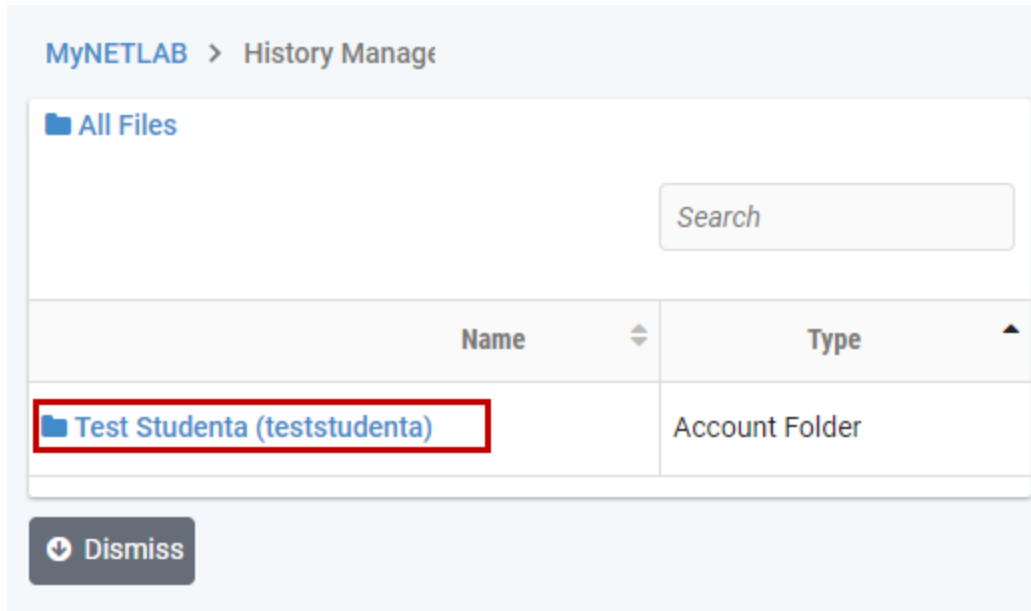 MyNETLAB > History Manage
All Files
Search
Name Type
Test Studenta (teststudenta) Account Folder
Dismiss